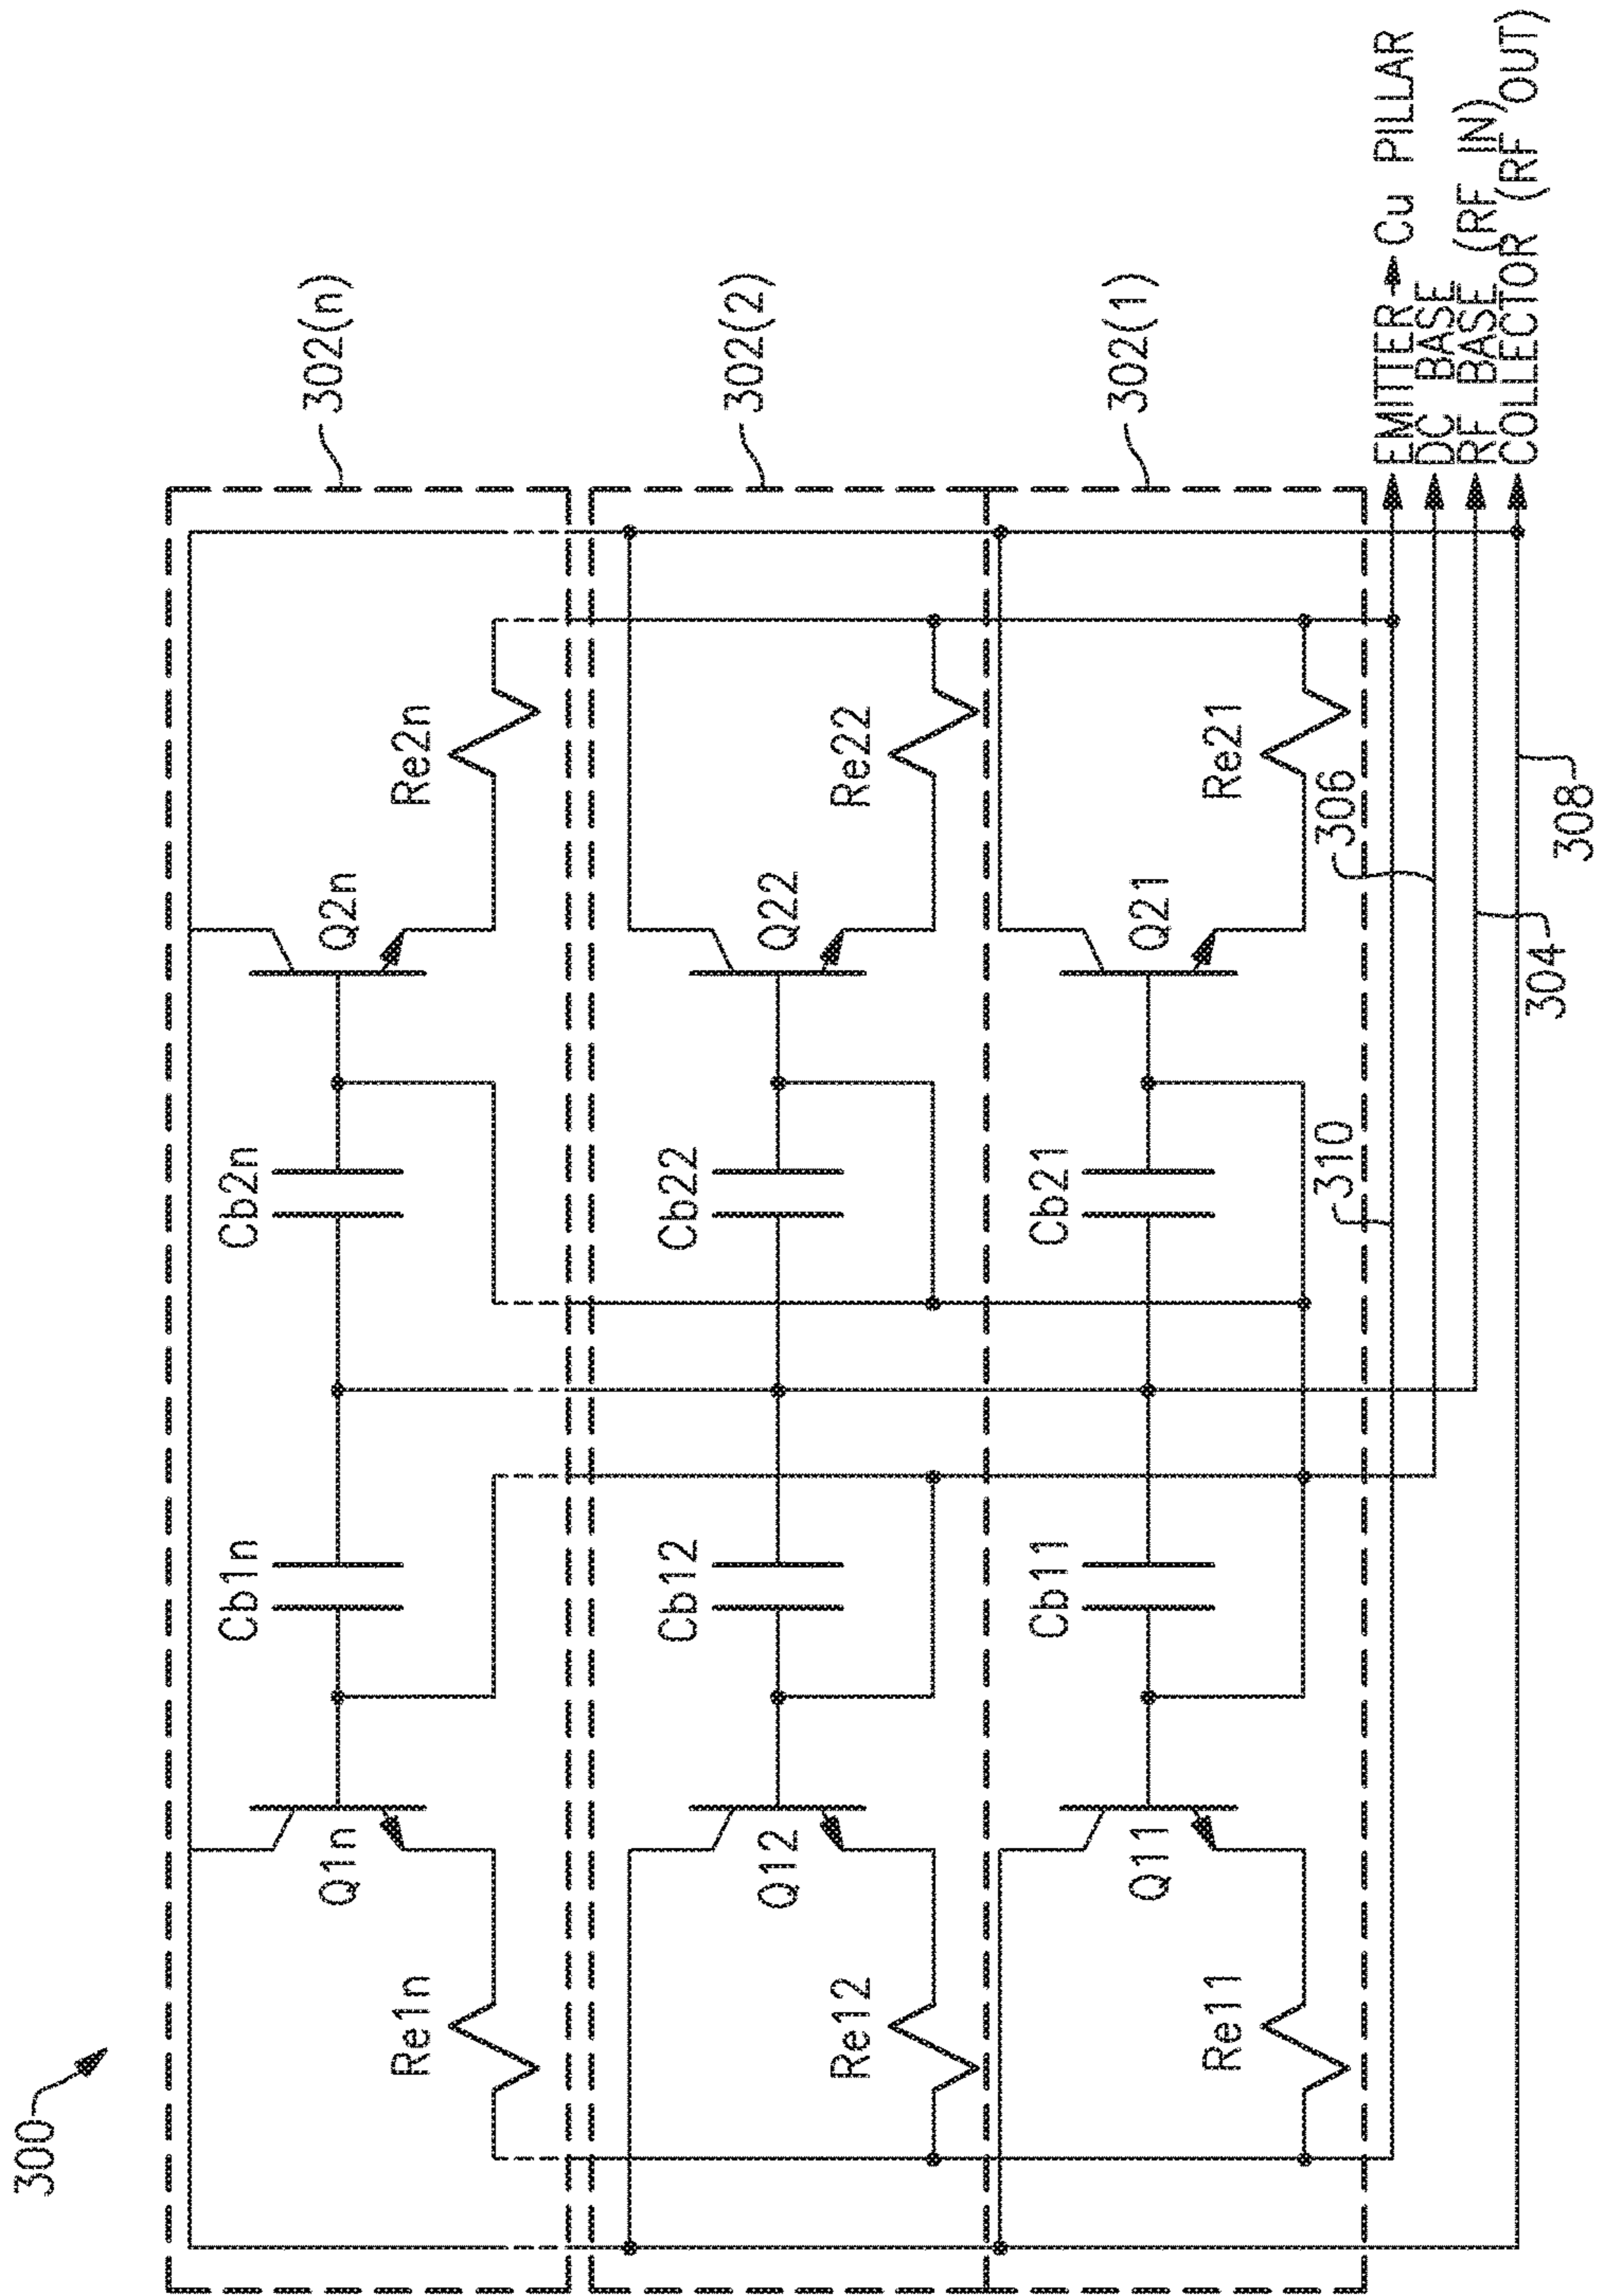 300
302(n)
302(2)
302(1)
Cb1n
Cb2n
Q1n
Q2n
Re1n
Re2n
Cb12
Cb22
Q12
Q22
Re12
Re22
Cb11
Cb21
Q11
Q21
Re11
Re21
310
306
304
308
EMITTER → Cu PILLAR
DC BASE
RF BASE (RF IN)
COLLECTOR (RF OUT)